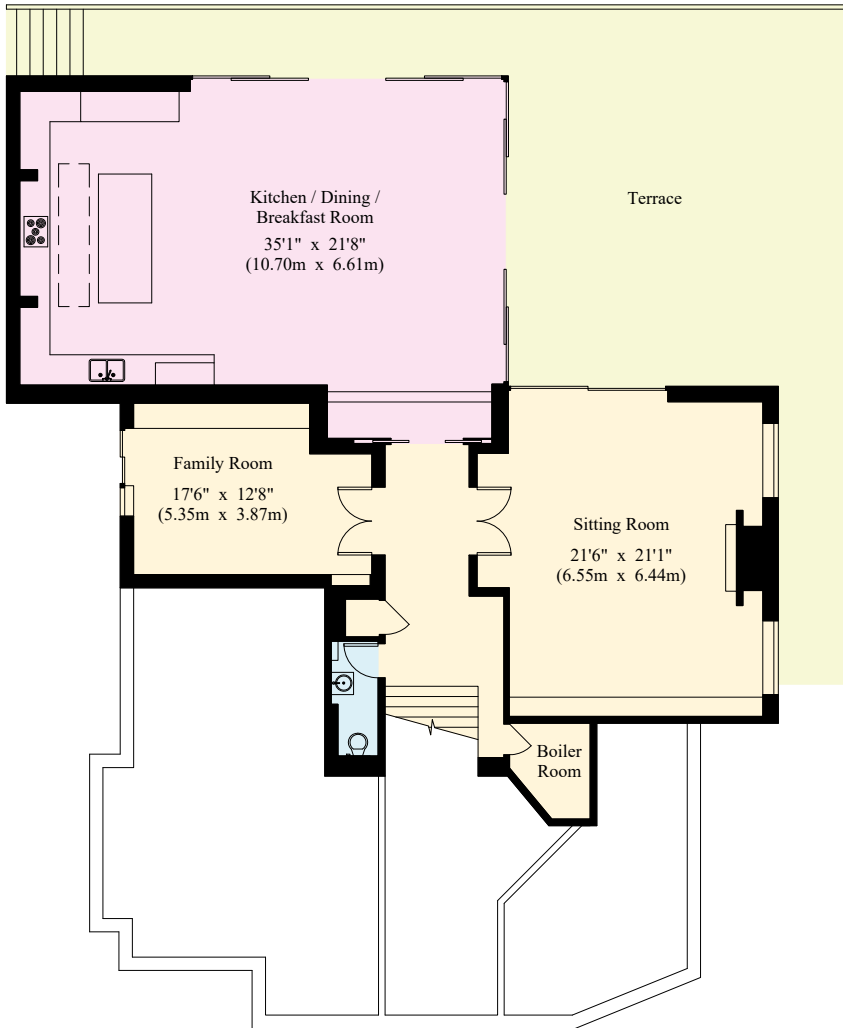 Kitchen / Dining /
Breakfast Room
35'1" x 21'8"
(10.70m x 6.61m)
Terrace
Family Room
17'6" x 12'8"
(5.35m x 3.87m)
Sitting Room
21'6" x 21'1"
(6.55m x 6.44m)
Boiler
Room